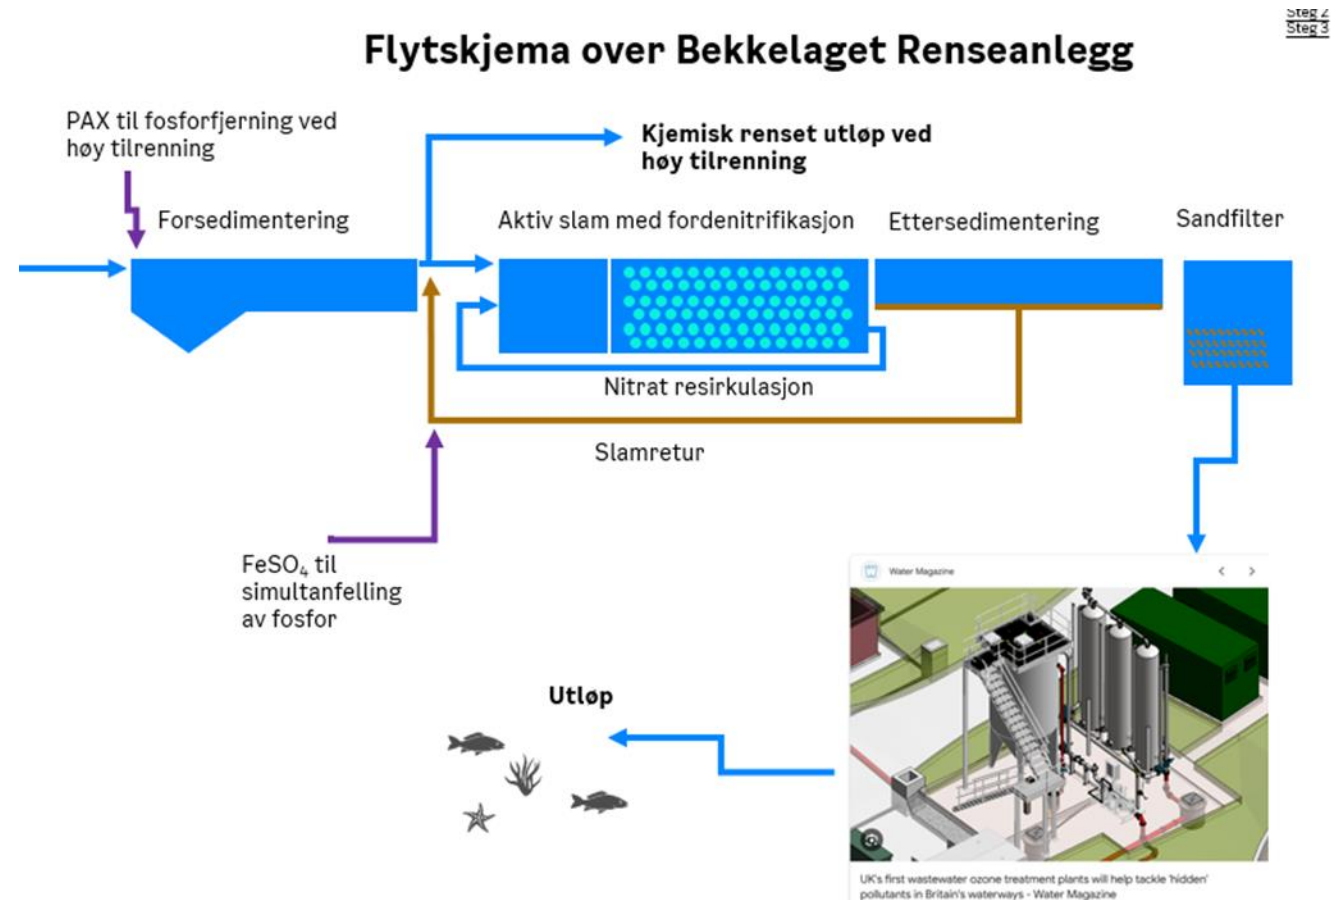 Steg 2
Steg 3
Flytskjema over Bekkelaget Renseanlegg
PAX til fosforfjerning ved
høy tilrenning
Kjemisk renset utløp ved
høy tilrenning
Forsedimentering
Aktiv slam med fordenitrifikasjon
Ettersedimentering
Sandfilter
Nitrat resirkulasjon
Slamretur
FeSO₄ til
simultanfelling
av fosfor
Water Magazine
Utløp
UK's first wastewater ozone treatment plants will help tackle 'hidden'
pollutants in Britain's waterways - Water Magazine